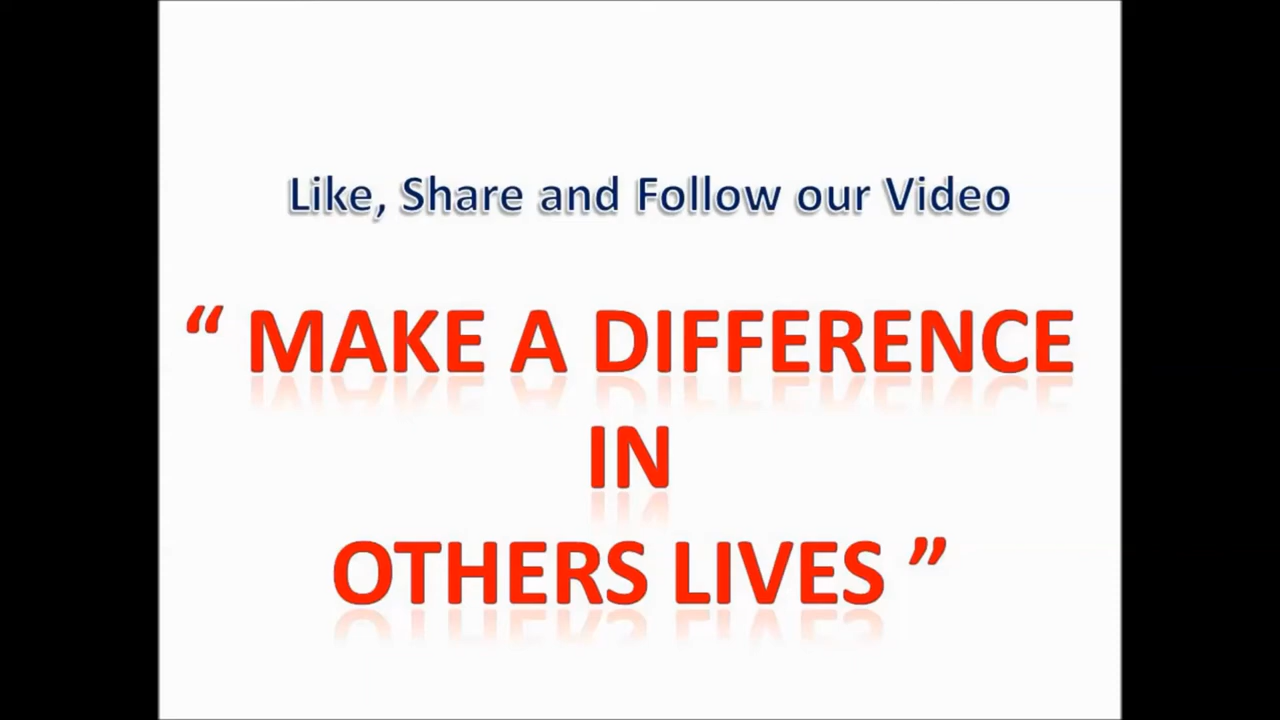 Like, Share and Follow our Video
“ MAKE A DIFFERENCE
IN
OTHERS LIVES ”